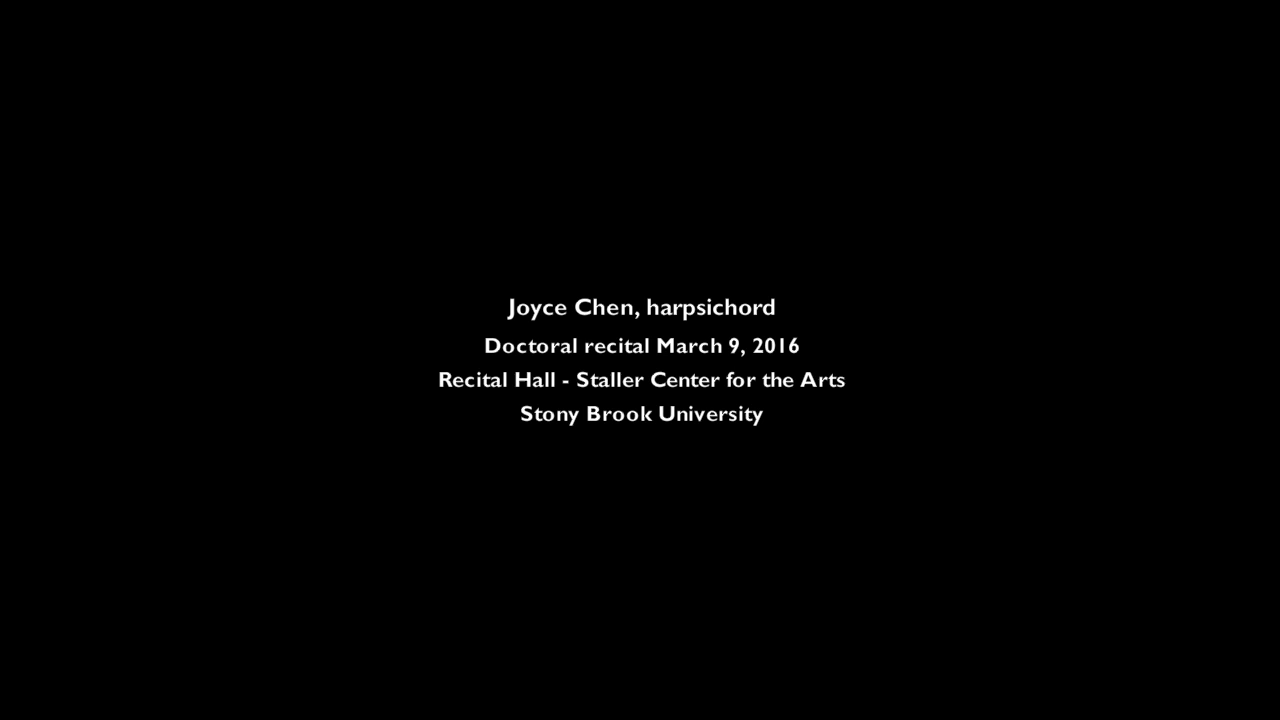 Joyce Chen, harpsichord
Doctoral recital March 9, 2016
Recital Hall - Staller Center for the Arts
Stony Brook University